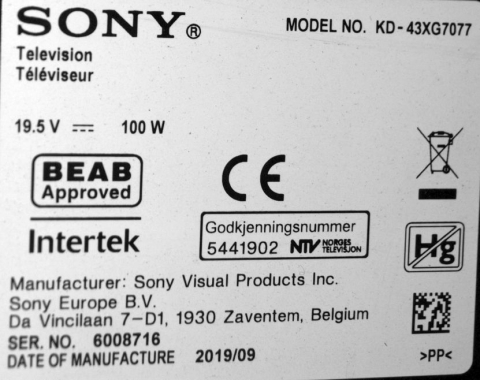 SONY®
MODEL NO. KD-43XG7077
Television
Téléviseur
19.5 V ⎓ 100 W
BEAB
Approved
CE
Intertek
Godkjenningsnummer
5441902 NTV NORGES TELEVISJON
Hg
Manufacturer: Sony Visual Products Inc.
Sony Europe B.V.
Da Vincilaan 7-D1, 1930 Zaventem, Belgium
SER. NO. 6008716
DATE OF MANUFACTURE 2019/09
>PP<